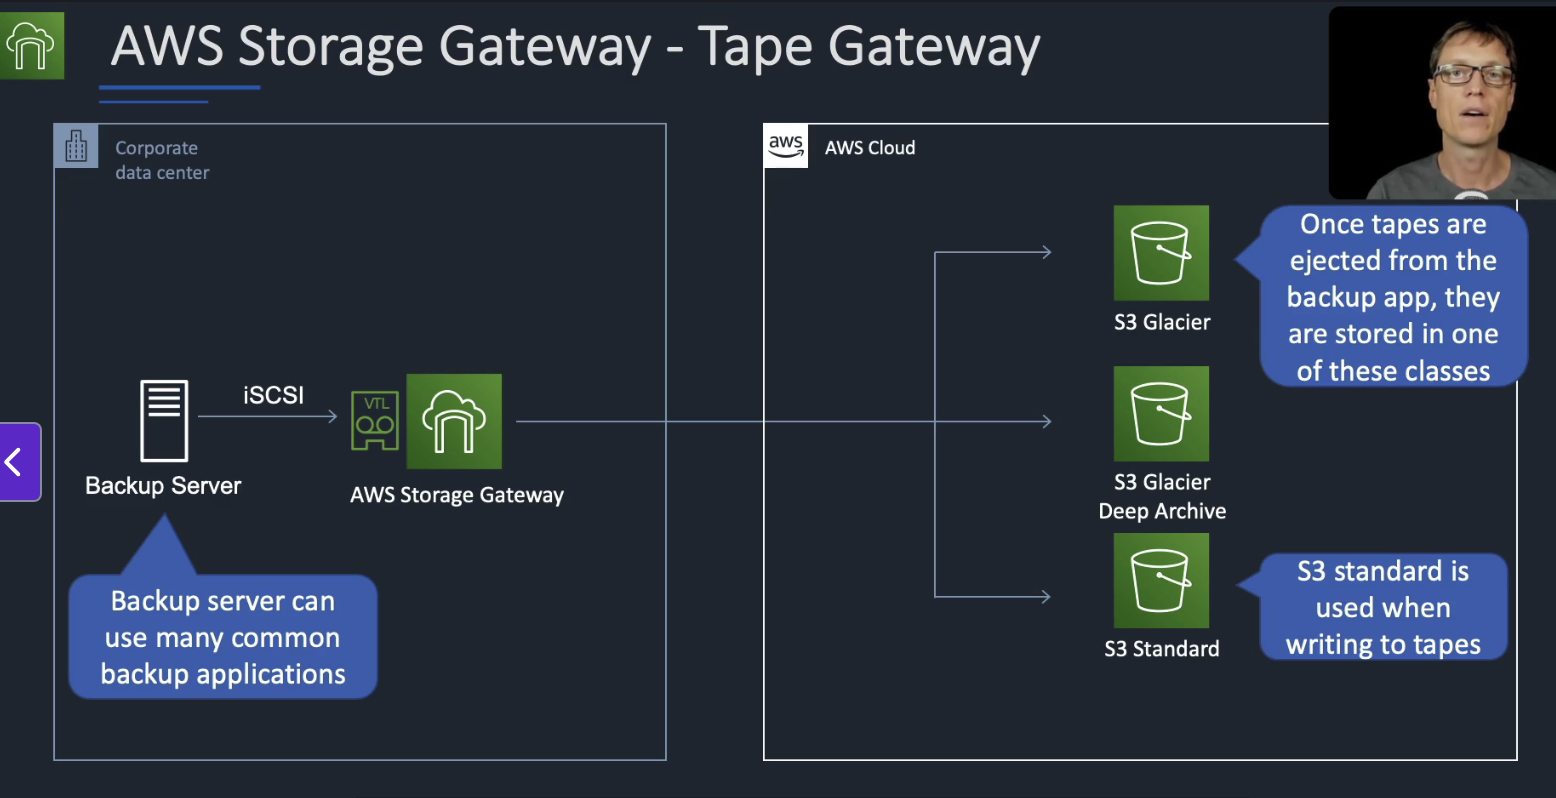 AWS Storage Gateway - Tape Gateway
Corporate
data center
aws
AWS Cloud
Once tapes are
ejected from the
backup app, they
are stored in one
of these classes
S3 Glacier
iSCSI
VTL
Backup Server
AWS Storage Gateway
S3 Glacier
Deep Archive
Backup server can
use many common
backup applications
S3 standard is
used when
writing to tapes
S3 Standard